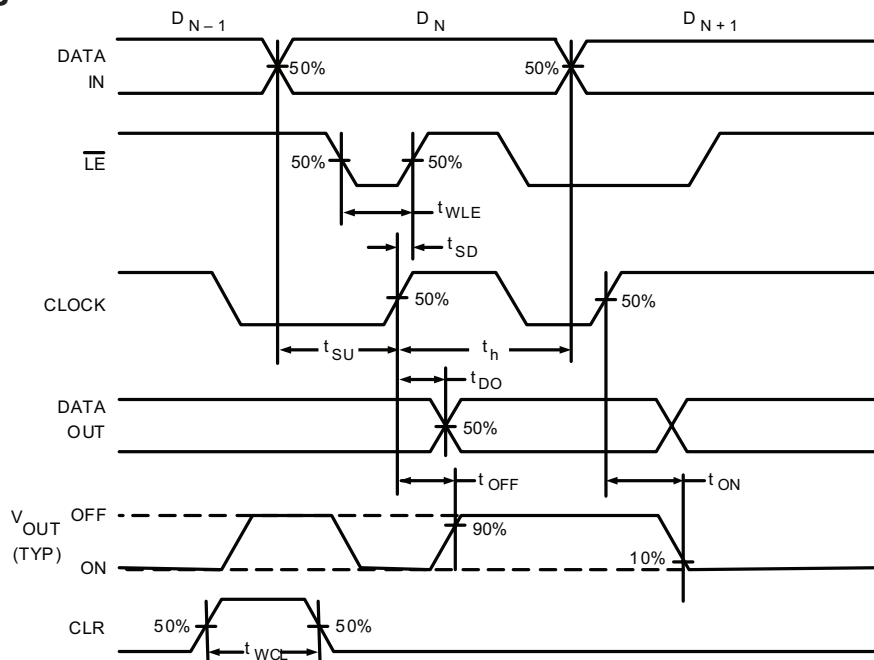 D N – 1 D N D N + 1
DATA IN 50% 50%
LE 50% 50%
t WLE
t SD
CLOCK 50% 50%
t SU t h
t DO
DATA OUT 50%
t OFF t ON
V OUT (TYP) OFF 90%
ON 10%
CLR 50% 50%
t WCL